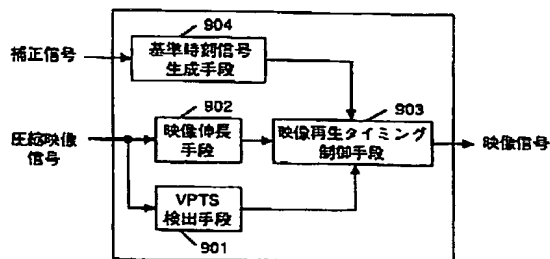 904
補正信号
基準時刻信号
生成手段
902
903
圧縮映像
信号
映像伸長
手段
映像再生タイミング
制御手段
映像信号
VPTS
検出手段
901